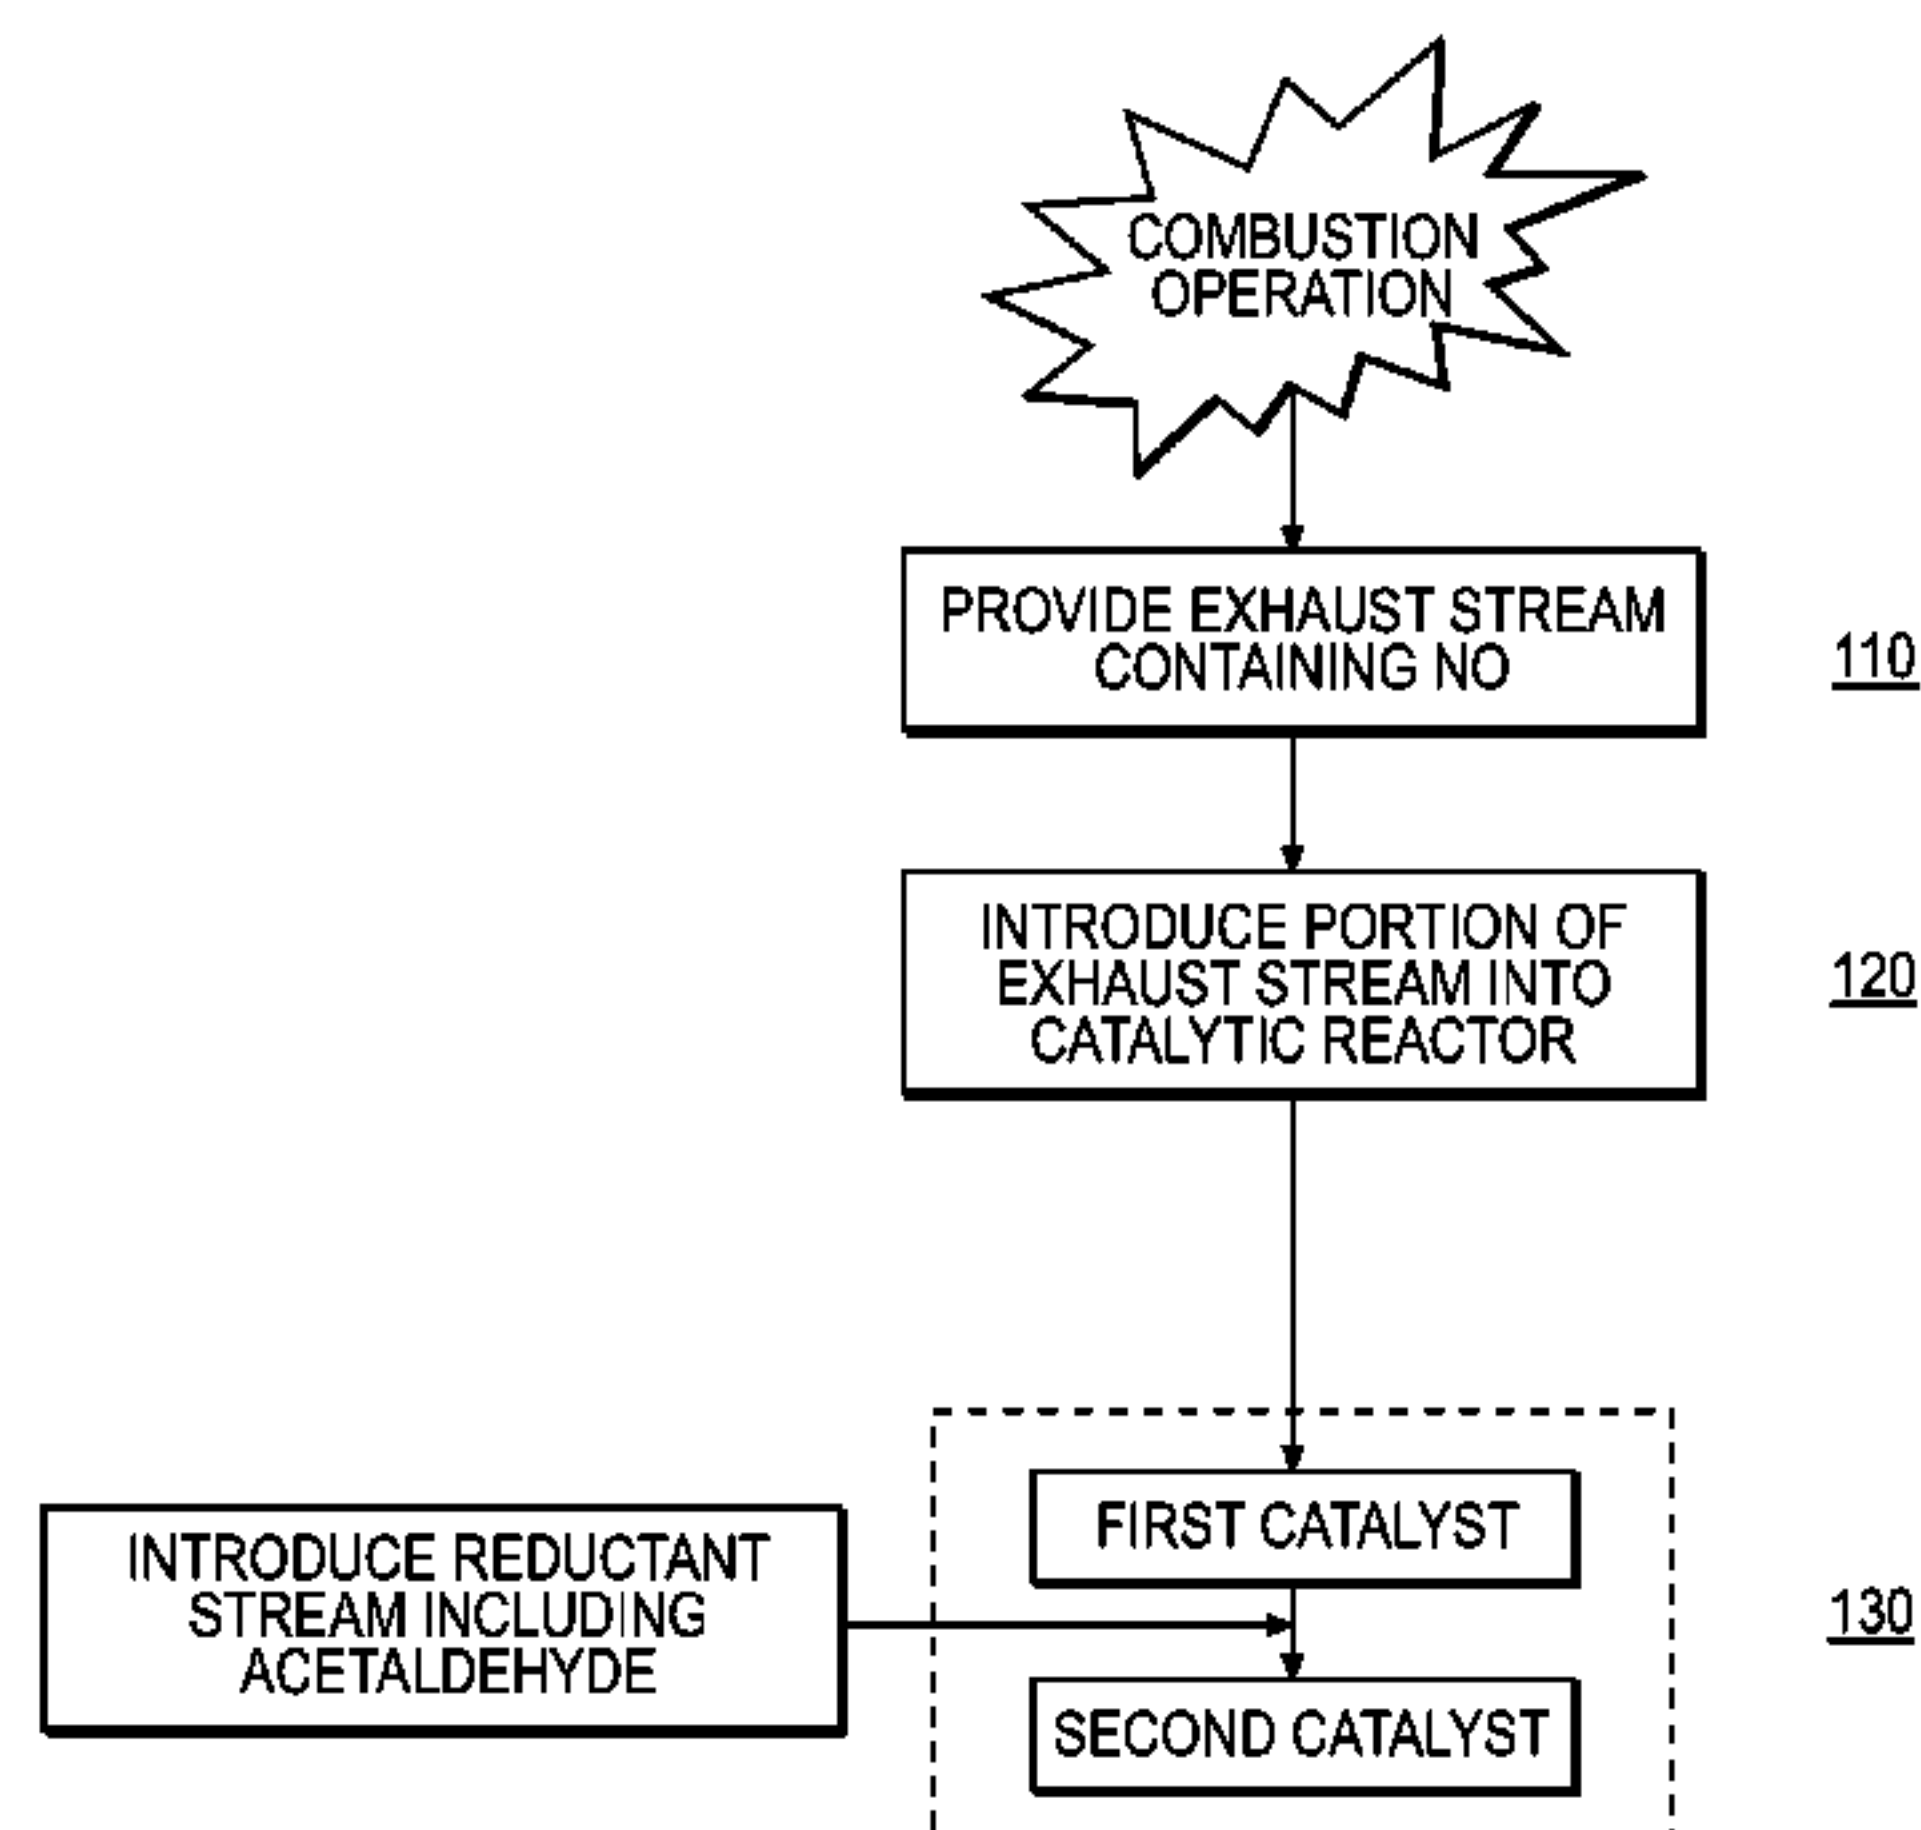 COMBUSTION
OPERATION
PROVIDE EXHAUST STREAM
CONTAINING NO
110
INTRODUCE PORTION OF
EXHAUST STREAM INTO
CATALYTIC REACTOR
120
FIRST CATALYST
INTRODUCE REDUCTANT
STREAM INCLUDING
ACETALDEHYDE
130
SECOND CATALYST